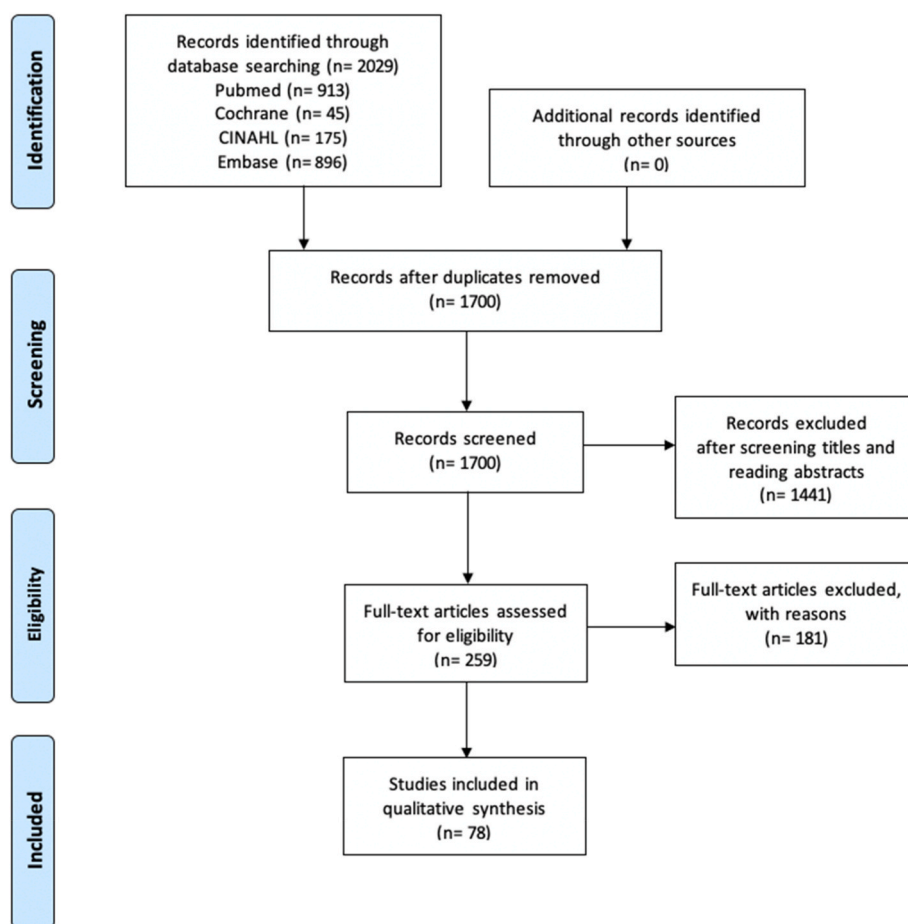 Identification
Records identified through
database searching (n= 2029)
Pubmed (n= 913)
Cochrane (n= 45)
CINAHL (n= 175)
Embase (n= 896)
Additional records identified
through other sources
(n= 0)
Screening
Records after duplicates removed
(n= 1700)
Records screened
(n= 1700)
Records excluded
after screening titles and
reading abstracts
(n= 1441)
Eligibility
Full-text articles assessed
for eligibility
(n= 259)
Full-text articles excluded,
with reasons
(n= 181)
Included
Studies included in
qualitative synthesis
(n= 78)